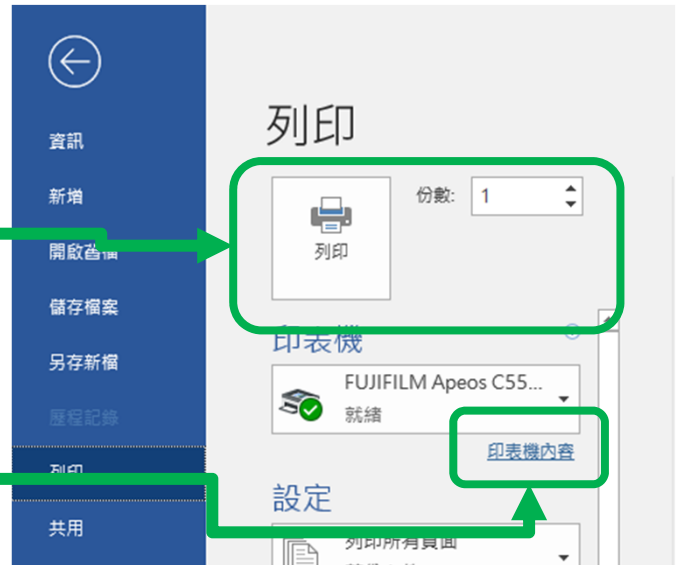 資訊
新增
開啟舊檔
儲存檔案
另存新檔
歷程記錄
列印
共用
列印
列印
份數: 1
印表機
FUJIFILM Apeos C55...
就緒
印表機內容
設定
列印所有頁面